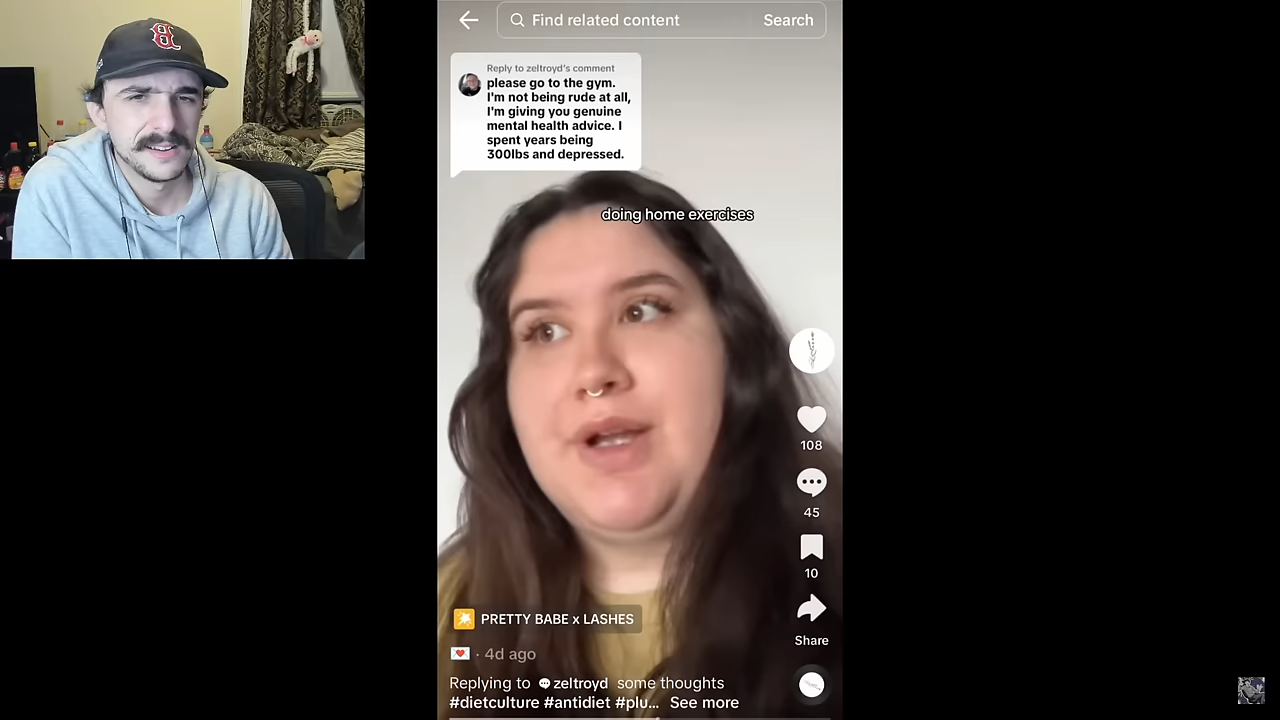 Find related content
Search
Reply to zeltroyd's comment
please go to the gym.
I'm not being rude at all,
I'm giving you genuine
mental health advice. I
spent years being
300lbs and depressed.
doing home exercises
B
108
45
10
Share
PRETTY BABE x LASHES
· 4d ago
Replying to zeltroyd some thoughts
#dietculture #antidiet #plu... See more